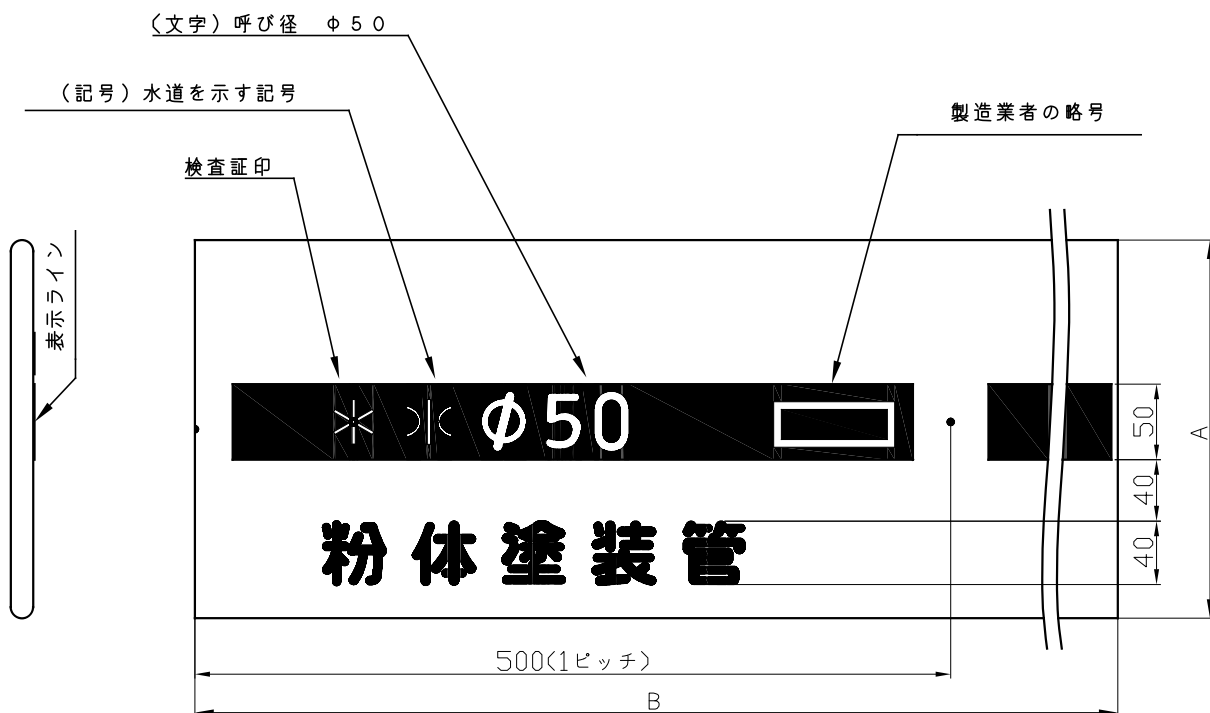 （文字）呼び径　φ５０
（記号）水道を示す記号
製造業者の略号
検査証印
表示ライン
φ50
粉体塗装管
50
40
40
A
500(1ピッチ)
B